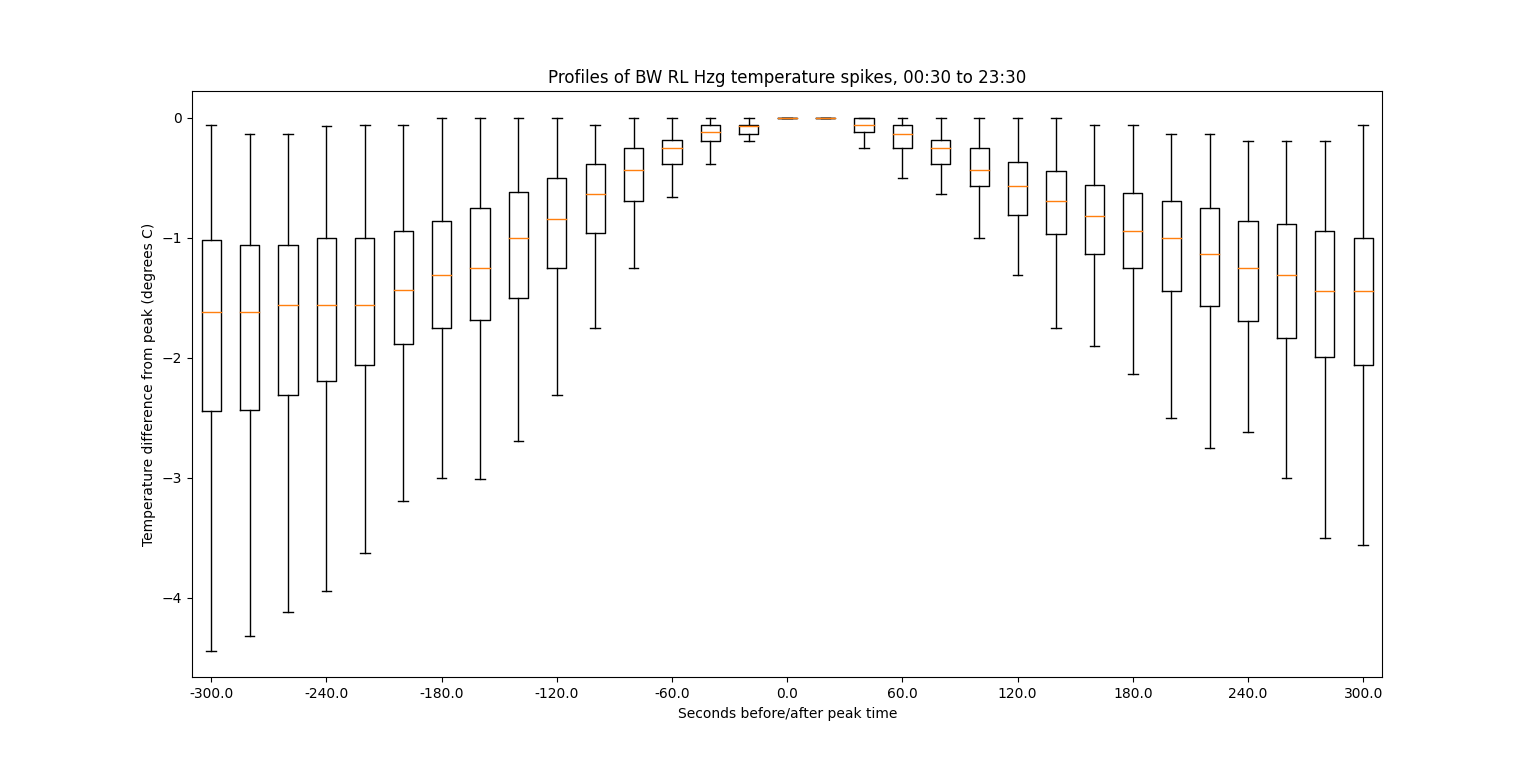 Profiles of BW RL Hzg temperature spikes, 00:30 to 23:30
Temperature difference from peak (degrees C)
0
−1
−2
−3
−4
-300.0 -240.0 -180.0 -120.0 -60.0 0.0 60.0 120.0 180.0 240.0 300.0
Seconds before/after peak time